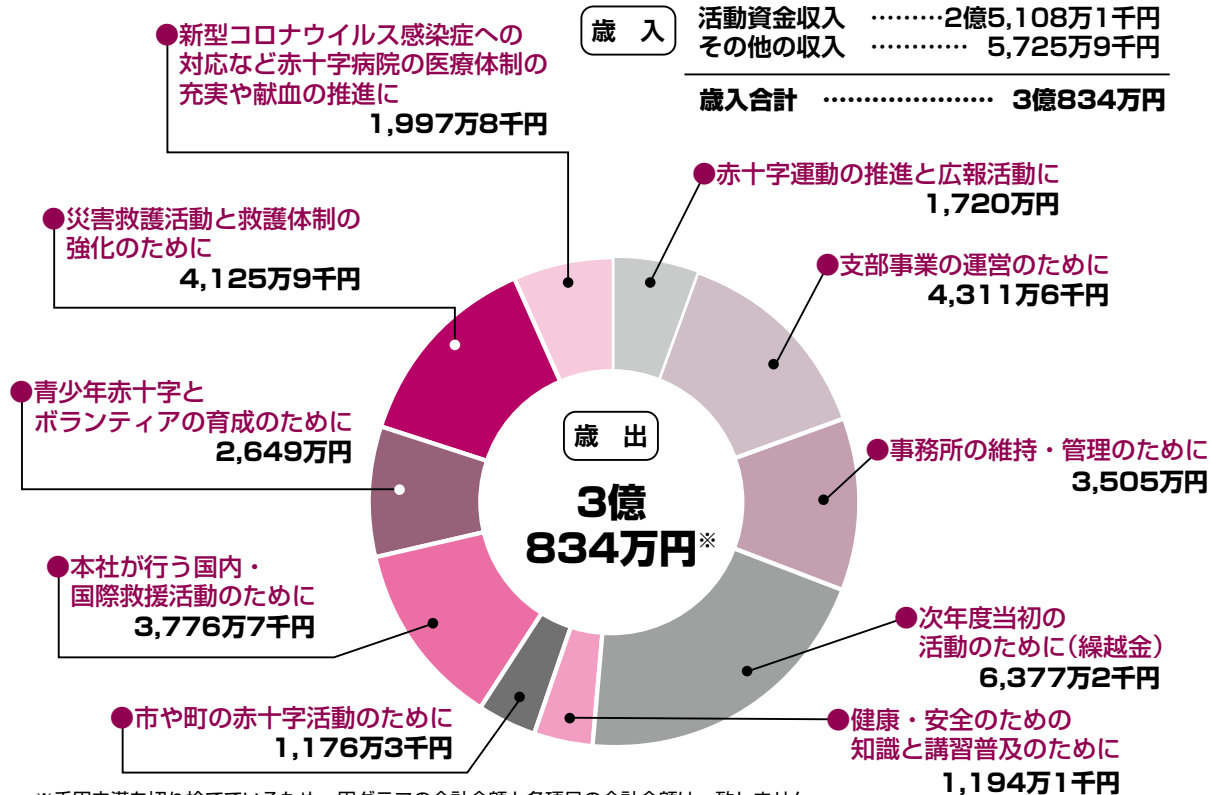 歳 入
活動資金収入 ………2億5,108万1千円
その他の収入 ………… 5,725万9千円
歳入合計 ………………… 3億834万円
●新型コロナウイルス感染症への
対応など赤十字病院の医療体制の
充実や献血の推進に
1,997万8千円
●赤十字運動の推進と広報活動に
1,720万円
●災害救護活動と救護体制の
強化のために
4,125万9千円
●支部事業の運営のために
4,311万6千円
●青少年赤十字と
ボランティアの育成のために
2,649万円
歳 出
3億
834万円※
●事務所の維持・管理のために
3,505万円
●本社が行う国内・
国際救援活動のために
3,776万7千円
●次年度当初の
活動のために(繰越金)
6,377万2千円
●市や町の赤十字活動のために
1,176万3千円
●健康・安全のための
知識と講習普及のために
1,194万1千円